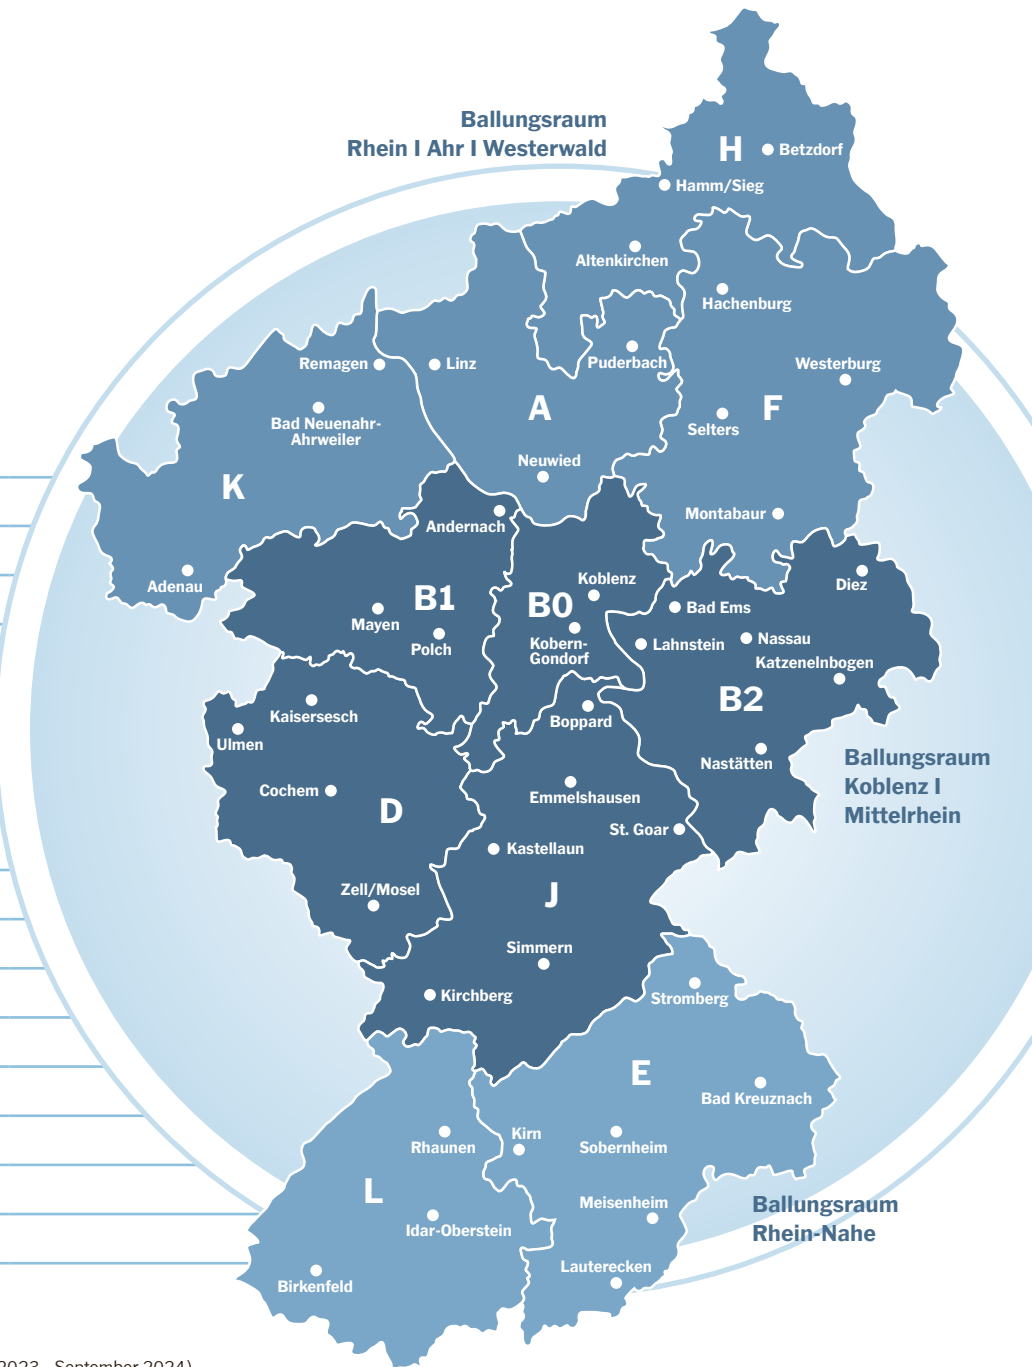 Ballungsraum
Rhein I Ahr I Westerwald
H
Betzdorf
Hamm/Sieg
Altenkirchen
Hachenburg
Puderbach
Remagen
Linz
Westerburg
A
F
Bad Neuenahr-
Ahrweiler
Selters
Neuwied
K
Montabaur
Andernach
Adenau
Koblenz
Diez
B1
B0
Mayen
Bad Ems
Polch
Kobern-
Gondorf
Lahnstein
Nassau
Katzenelnbogen
B2
Kaisersesch
Boppard
Ulmen
Nastätten
Ballungsraum
Koblenz I
Mittelrhein
Cochem
D
Emmelshausen
St. Goar
Kastellaun
Zell/Mosel
J
Simmern
Kirchberg
Stromberg
E
Bad Kreuznach
Rhaunen
Kirn
Sobernheim
L
Meisenheim
Ballungsraum
Rhein-Nahe
Idar-Oberstein
Lauterecken
Birkenfeld
2023 - September 2024)